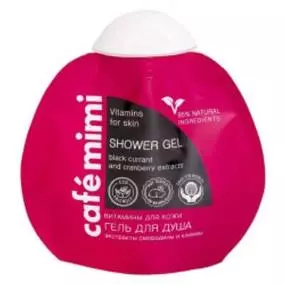 café mimi
Vitamins
for skin
95% NATURAL
INGREDIENTS
SHOWER GEL
black currant
and cranberry extracts
ВИТАМИНЫ ДЛЯ КОЖИ
ГЕЛЬ ДЛЯ ДУША
экстракты смородины и клюквы